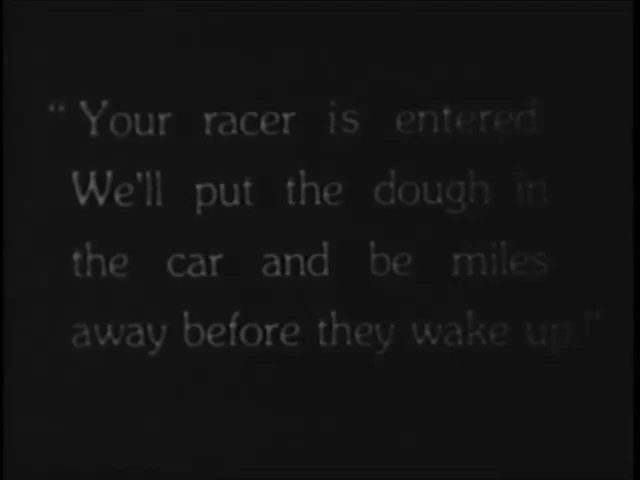 “Your racer is entered
We'll put the dough in
the car and be miles
away before they wake up.”